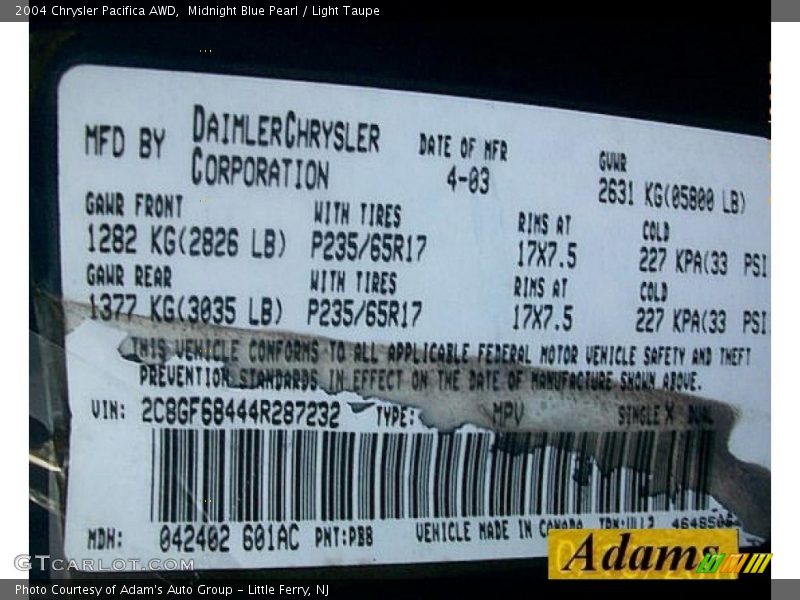 2004 Chrysler Pacifica AWD,  Midnight Blue Pearl / Light Taupe
MFD BY DAIMLERCHRYSLER CORPORATION DATE OF MFR 4-03 GVWR 2631 KG(05800 LB)
GAWR FRONT WITH TIRES RIMS AT COLD
1282 KG(2826 LB) P235/65R17 17X7.5 227 KPA(33 PSI
GAWR REAR WITH TIRES RIMS AT COLD
1377 KG(3035 LB) P235/65R17 17X7.5 227 KPA(33 PSI
THIS VEHICLE CONFORMS TO ALL APPLICABLE FEDERAL MOTOR VEHICLE SAFETY AND THEFT
PREVENTION STANDARDS IN EFFECT ON THE DATE OF MANUFACTURE SHOWN ABOVE.
VIN: 2C8GF68444R287232 TYPE: MPV SINGLE X DUAL
MDH: 042402 601AC PNT:PB8 VEHICLE MADE IN CANADA
Adams
GTcarlot.com
Photo Courtesy of Adam's Auto Group - Little Ferry, NJ